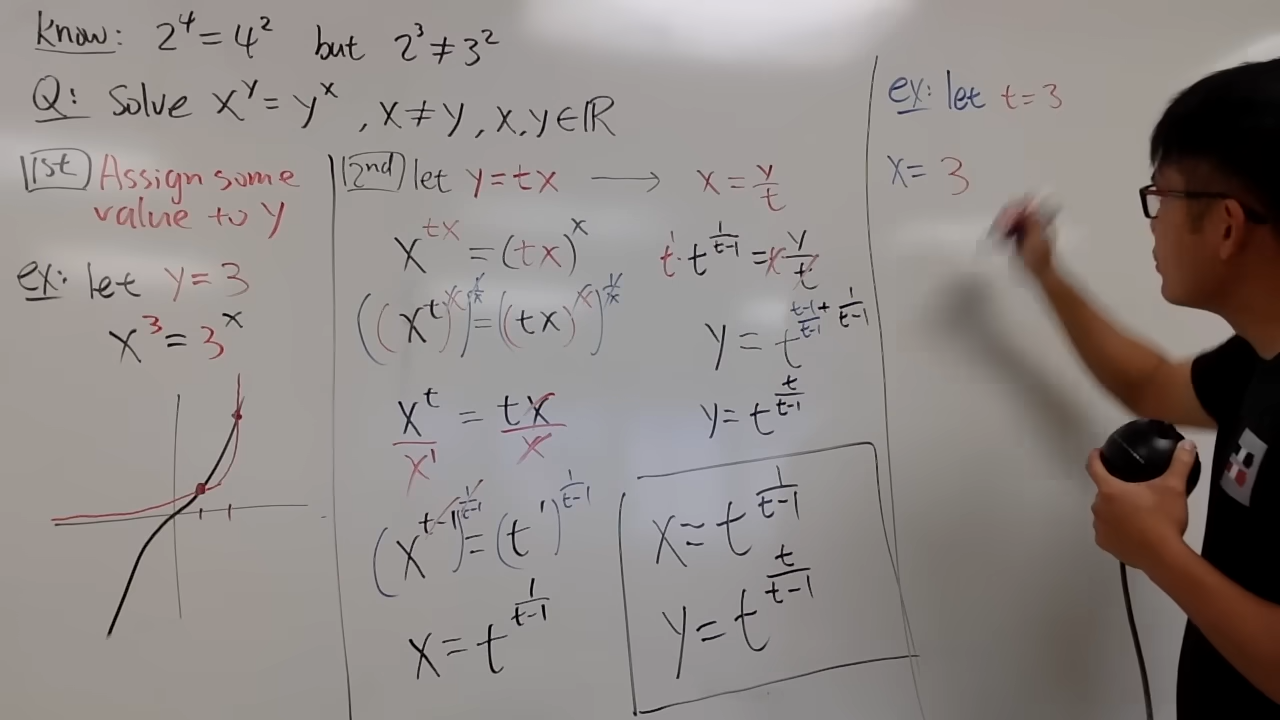 Know: 2^4 = 4^2 but 2^3 ≠ 3^2
Q: Solve x^y = y^x, x ≠ y, x, y ∈ ℝ
1st Assign some
value to y
ex: let y = 3
x^3 = 3^x
2nd let y = tx → x = y/t
x^(tx) = (tx)^x
((x^t)^x)^(1/x) = ((tx)^x)^(1/x)
x^t/x^1 = tx/x
(x^(t-1))^(1/(t-1)) = (t^1)^(1/(t-1))
x = t^(1/(t-1))
t^1 · t^(1/(t-1)) = t · y/t
y = t^((t-1)/(t-1) + 1/(t-1))
y = t^(t/(t-1))
x = t^(1/(t-1))
y = t^(t/(t-1))
ex: let t = 3
x = 3